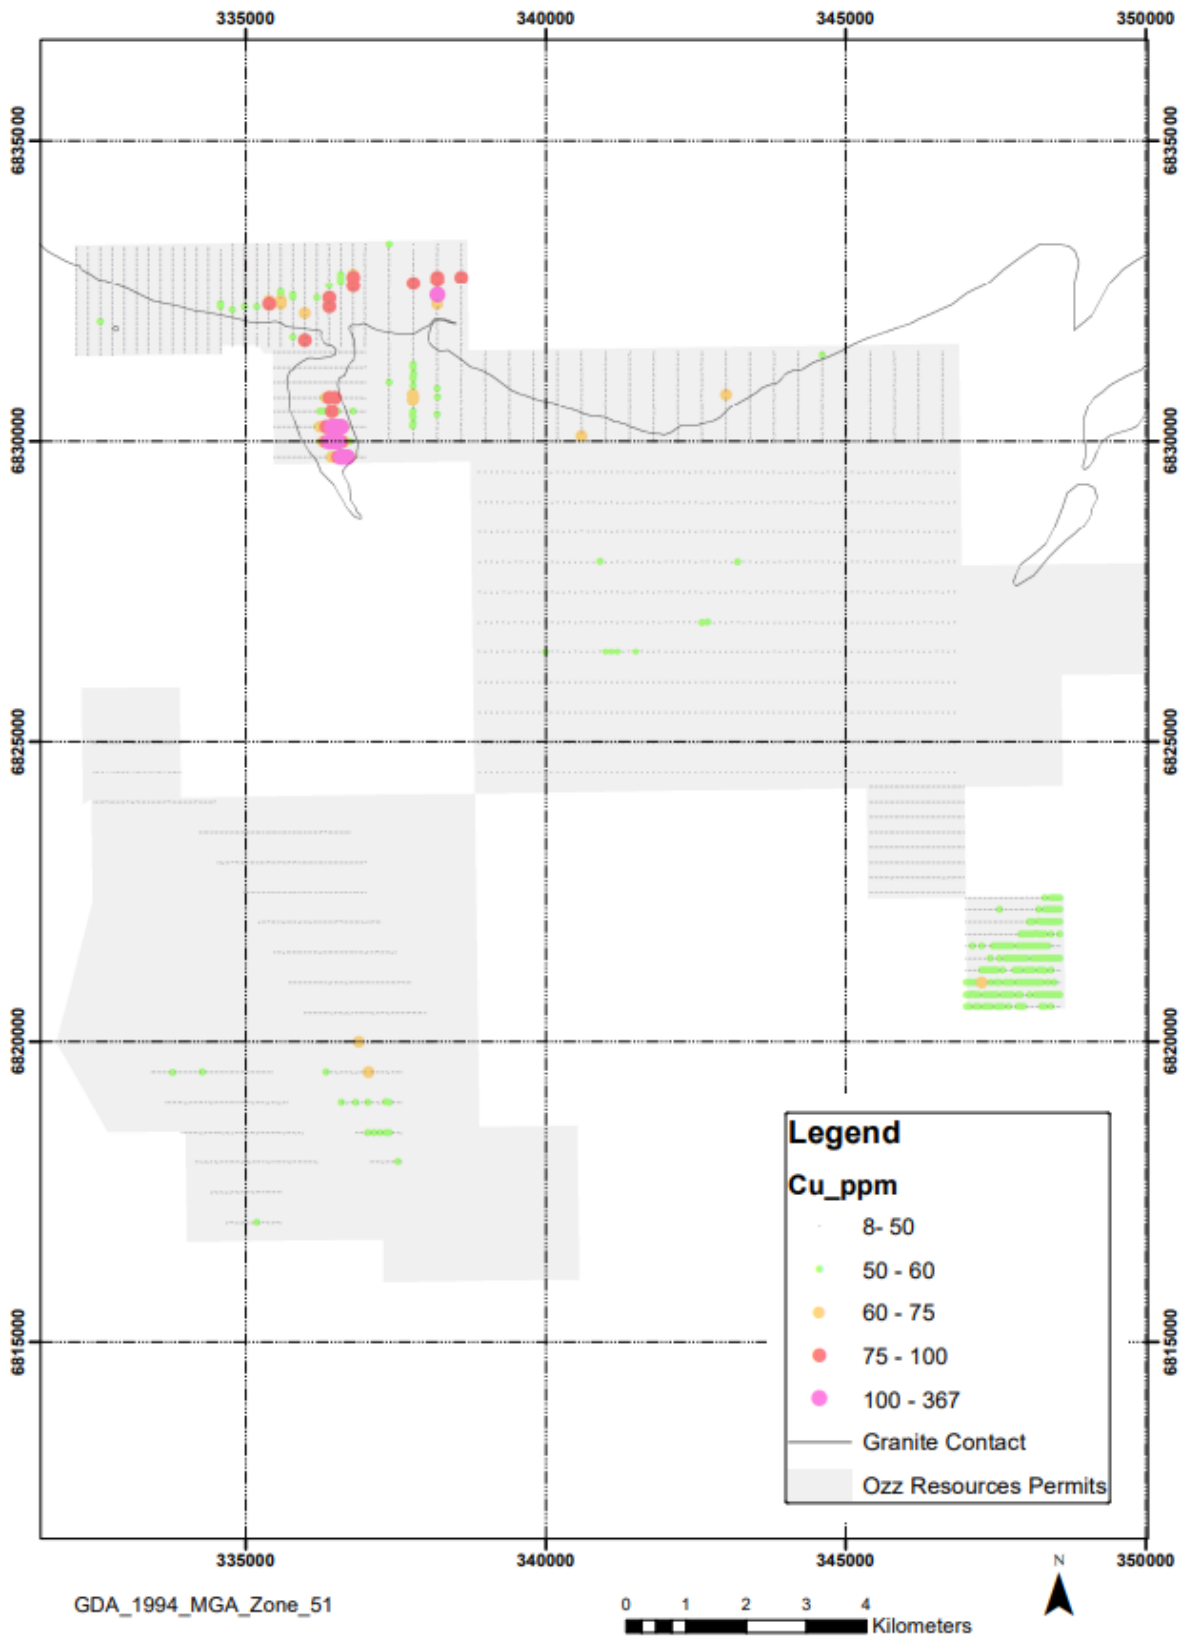 335000 340000 345000 350000
6835000 6835000
6830000 6830000
6825000 6825000
6820000 6820000
6815000 6815000
Legend
Cu_ppm
8- 50
50 - 60
60 - 75
75 - 100
100 - 367
Granite Contact
Ozz Resources Permits
335000 340000 345000 350000
GDA_1994_MGA_Zone_51
0 1 2 3 4
Kilometers
N